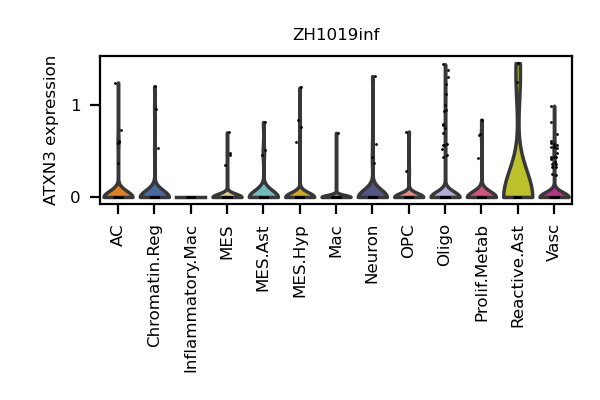 ZH1019inf
ATXN3 expression
1
0
AC
Chromatin.Reg
Inflammatory.Mac
MES
MES.Ast
MES.Hyp
Mac
Neuron
OPC
Oligo
Prolif.Metab
Reactive.Ast
Vasc